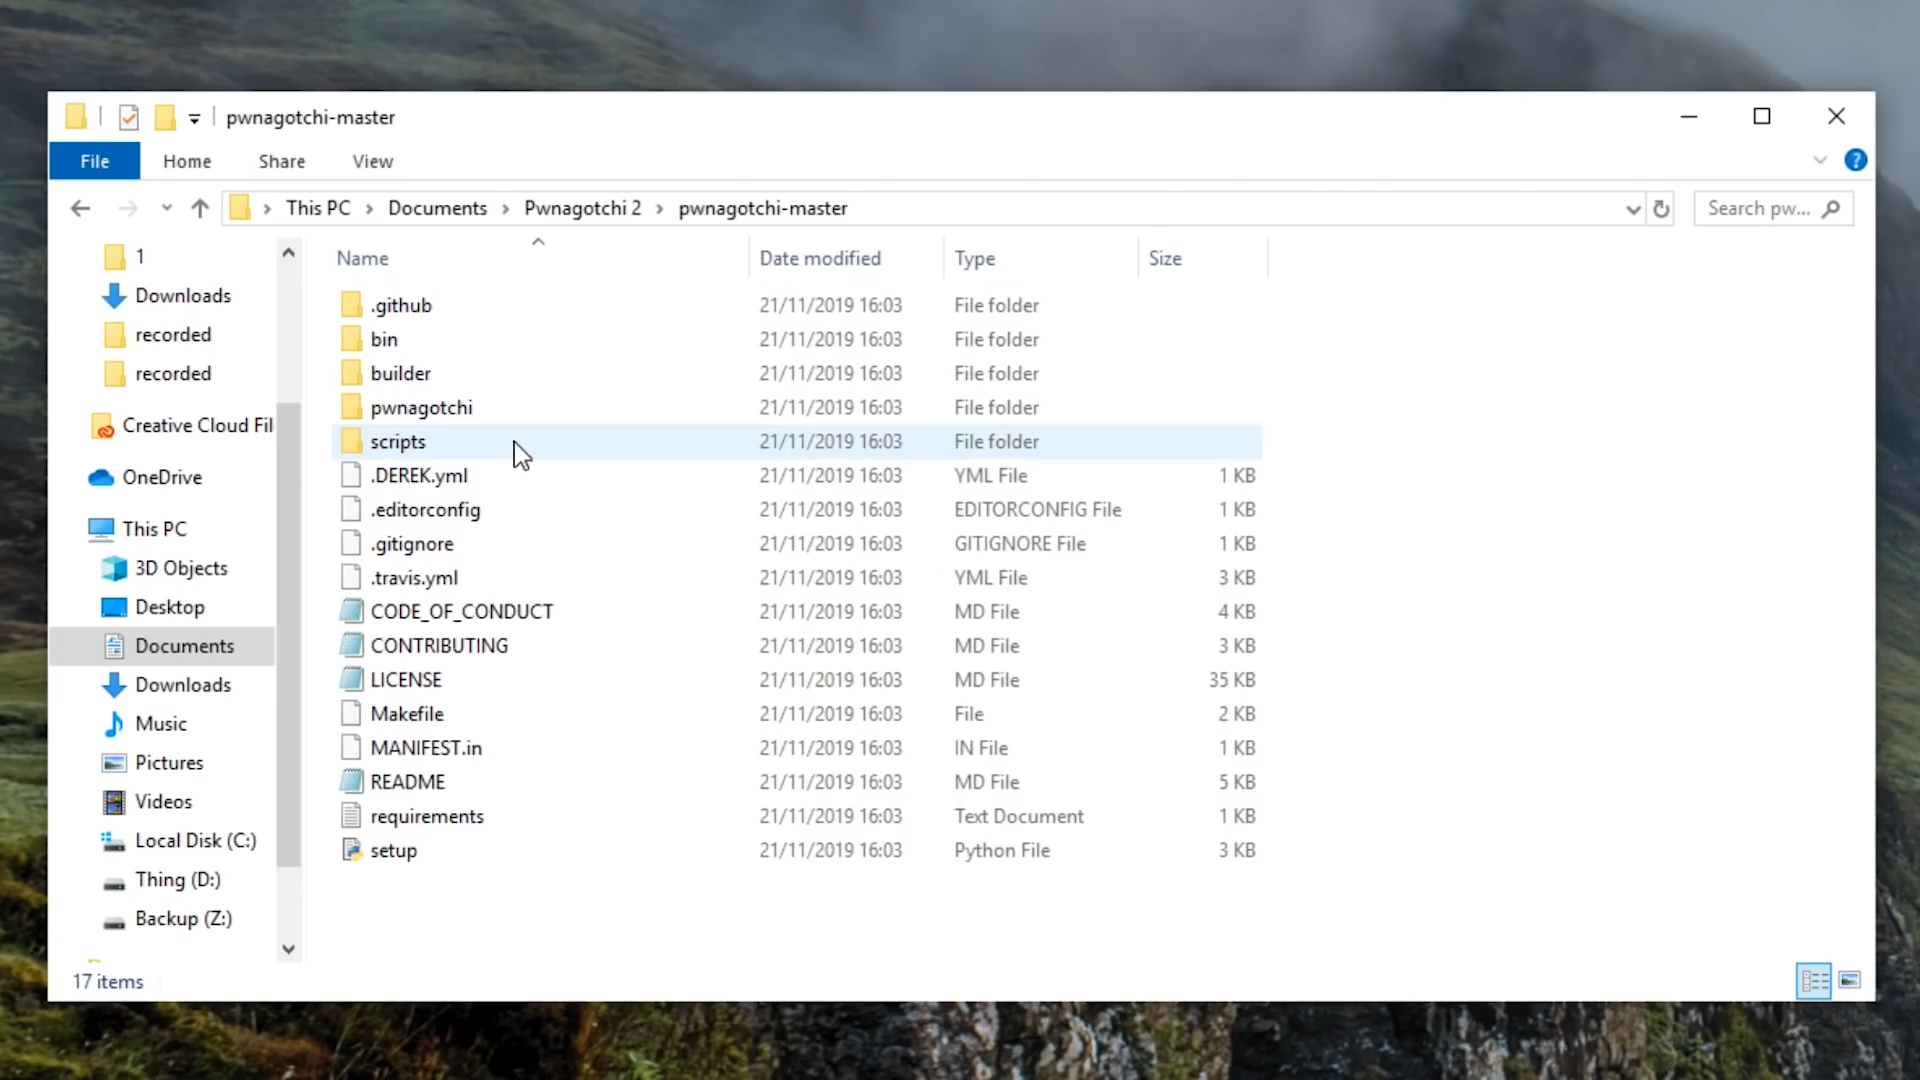 pwnagotchi-master
File Home Share View
This PC Documents Pwnagotchi 2 pwnagotchi-master Search pw...
1
Downloads
recorded
recorded
Creative Cloud Fil
OneDrive
This PC
3D Objects
Desktop
Documents
Downloads
Music
Pictures
Videos
Local Disk (C:)
Thing (D:)
Backup (Z:)
Name Date modified Type Size
.github 21/11/2019 16:03 File folder
bin 21/11/2019 16:03 File folder
builder 21/11/2019 16:03 File folder
pwnagotchi 21/11/2019 16:03 File folder
scripts 21/11/2019 16:03 File folder
.DEREK.yml 21/11/2019 16:03 YML File 1 KB
.editorconfig 21/11/2019 16:03 EDITORCONFIG File 1 KB
.gitignore 21/11/2019 16:03 GITIGNORE File 1 KB
.travis.yml 21/11/2019 16:03 YML File 3 KB
CODE_OF_CONDUCT 21/11/2019 16:03 MD File 4 KB
CONTRIBUTING 21/11/2019 16:03 MD File 3 KB
LICENSE 21/11/2019 16:03 MD File 35 KB
Makefile 21/11/2019 16:03 File 2 KB
MANIFEST.in 21/11/2019 16:03 IN File 1 KB
README 21/11/2019 16:03 MD File 5 KB
requirements 21/11/2019 16:03 Text Document 1 KB
setup 21/11/2019 16:03 Python File 3 KB
17 items